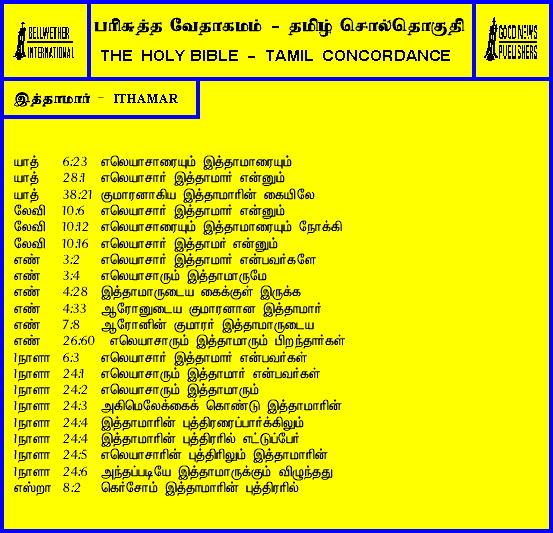 BELLWETHER
INTERNATIONAL
பரிசுத்த வேதாகமம் - தமிழ் சொல்தொகுதி
THE HOLY BIBLE - TAMIL CONCORDANCE
GOOD NEWS
PUBLISHERS
இத்தாமார் - ITHAMAR
யாத் 6:23 எலெயாசாரையும் இத்தாமாரையும்
யாத் 28:1 எலெயாசார் இத்தாமார் என்னும்
யாத் 38:21 குமாரனாகிய இத்தாமாரின் கையிலே
லேவி 10:6 எலெயாசார் இத்தாமார் என்னும்
லேவி 10:12 எலெயாசாரையும் இத்தாமாரையும் நோக்கி
லேவி 10:16 எலெயாசார் இத்தாமர் என்னும்
எண் 3:2 எலெயாசார் இத்தாமார் என்பவர்களே
எண் 3:4 எலெயாசாரும் இத்தாமாருமே
எண் 4:28 இத்தாமாருடைய கைக்குள் இருக்க
எண் 4:33 ஆரோனுடைய குமாரனான இத்தாமார்
எண் 7:8 ஆரோனின் குமாரர் இத்தாமாருடைய
எண் 26:60 எலெயாசாரும் இத்தாமாரும் பிறந்தார்கள்
1நாளா 6:3 எலெயாசார் இத்தாமார் என்பவர்கள்
1நாளா 24:1 எலெயாசாரும் இத்தாமார் என்பவர்கள்
1நாளா 24:2 எலெயாசாரும் இத்தாமாரும்
1நாளா 24:3 அகிமெலேக்கைக் கொண்டு இத்தாமாரின்
1நாளா 24:4 இத்தாமாரின் புத்திரரைப்பார்க்கிலும்
1நாளா 24:4 இத்தாமாரின் புத்திரரில் எட்டுப்பேர்
1நாளா 24:5 எலெயாசாரின் புத்திரிலும் இத்தாமாரின்
1நாளா 24:6 அந்தப்படியே இத்தாமாருக்கும் விழுந்தது
எஸ்றா 8:2 கெர்சோம் இத்தாமாரின் புத்திரரில்